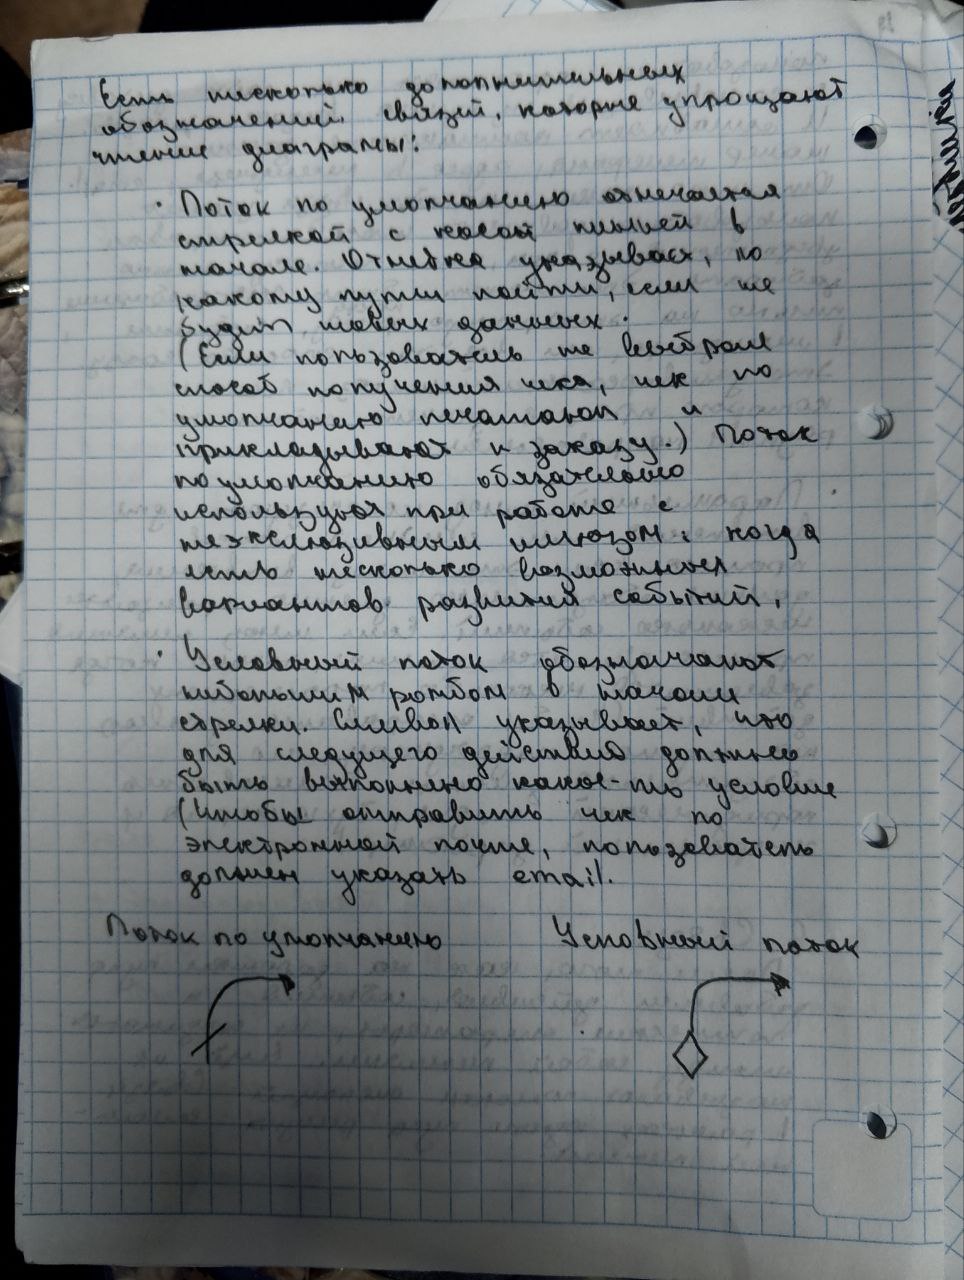 Есть несколько дополнительных
обозначений связей, которые упрощают
чтение диаграмы:
· Поток по умолчанию отмечается
стрелкой с косой линией в
начале. Отметка указывает, по
какому пути пойти, если не
будет новых данных.
(Если пользователь не выбрал
способ получения чека, чек по
умолчанию печатают и
прикладывают к заказу.) Поток
по умолчанию обязательно
используют при работе с
неэксклюзивным шлюзом: когда
есть несколько возможных
вариантов развития событий.
· Условный поток обозначают
небольшим ромбом в начале
стрелки. Символ указывает, что
для следущего действия должно
быть выполнено какое-то условие
(Чтобы отправить чек по
электронной почте, пользователь
должен указать email.
Поток по умолчанию Условный поток